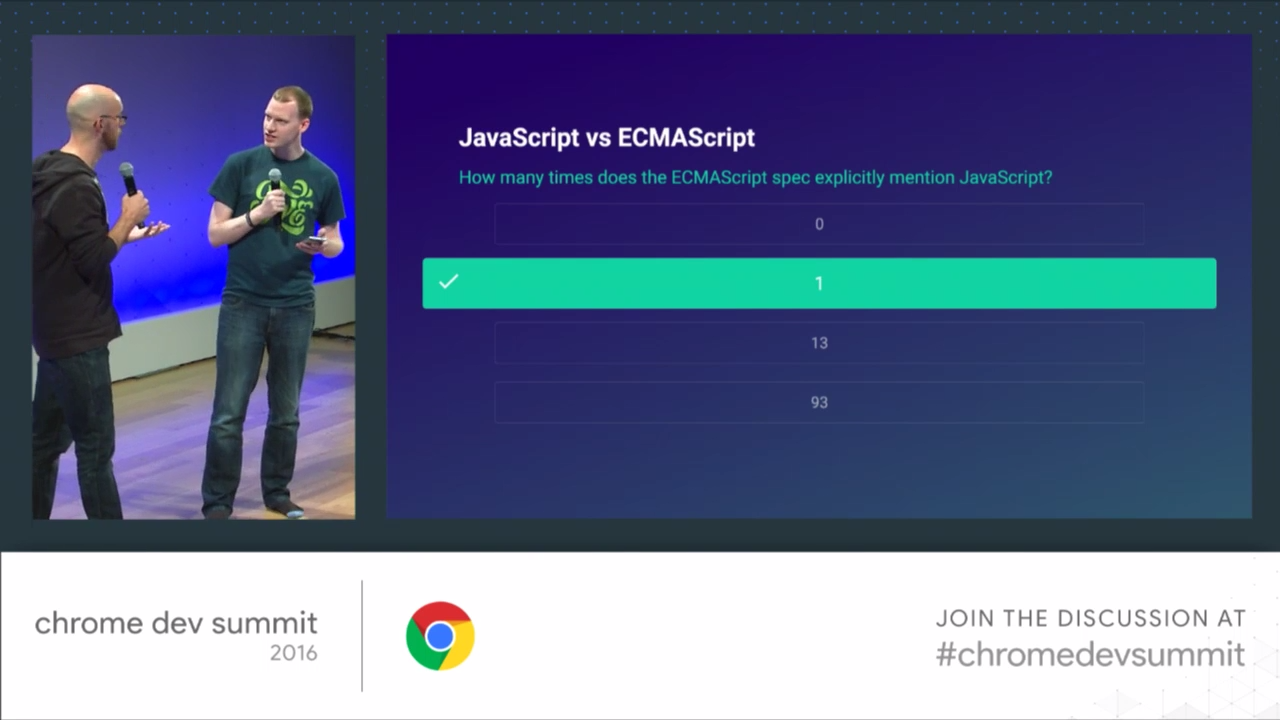 JavaScript vs ECMAScript
How many times does the ECMAScript spec explicitly mention JavaScript?
0
1
13
93
chrome dev summit
2016
JOIN THE DISCUSSION AT
#chromedevsummit